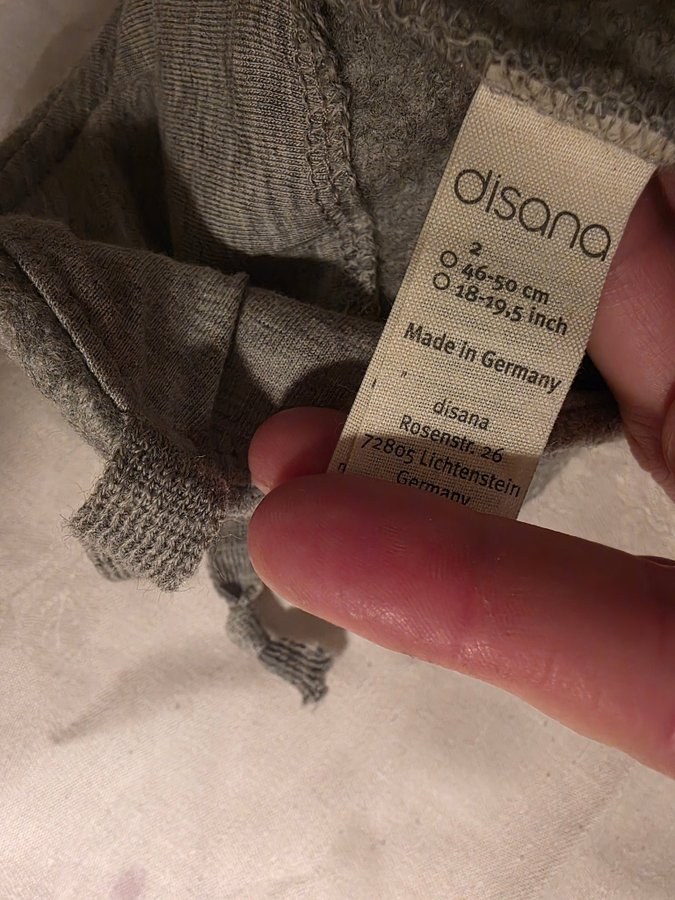 disana
2
46-50 cm
18-19.5 inch
Made in Germany
disana
Rosenstr. 26
72805 Lichtenstein
Germany